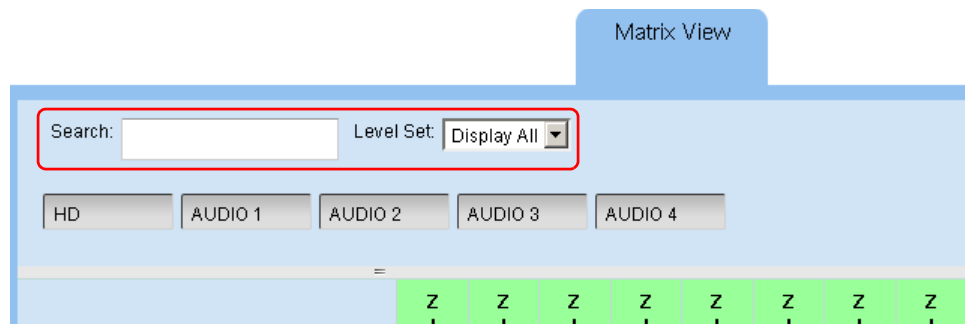 Matrix View
Search: Level Set: Display All
HD AUDIO 1 AUDIO 2 AUDIO 3 AUDIO 4
=
z z z z z z z z